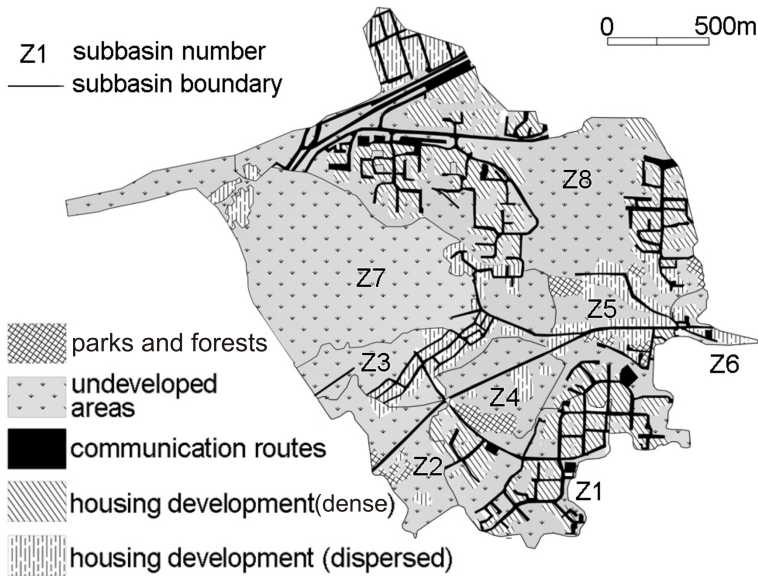 Z1 subbasin number
subbasin boundary
0 500m
Z8
Z7
Z5
Z6
Z3
Z4
Z2
Z1
parks and forests
undeveloped
areas
communication routes
housing development (dense)
housing development (dispersed)